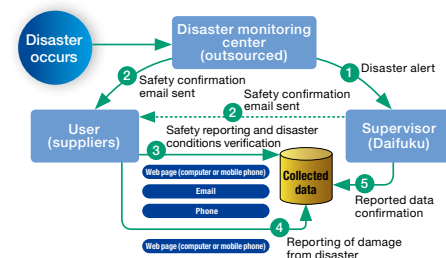 Disaster
occurs
Disaster monitoring
center
(outsourced)
1
Disaster alert
2
Safety confirmation
email sent
Safety confirmation
2
email sent
User
(suppliers)
Supervisor
(Daifuku)
Safety reporting and disaster
3
conditions verification
Web page (computer or mobile phone)
Email
Phone
Collected
data
5
Reported data
confirmation
4
Web page (computer or mobile phone)
Reporting of damage
from disaster